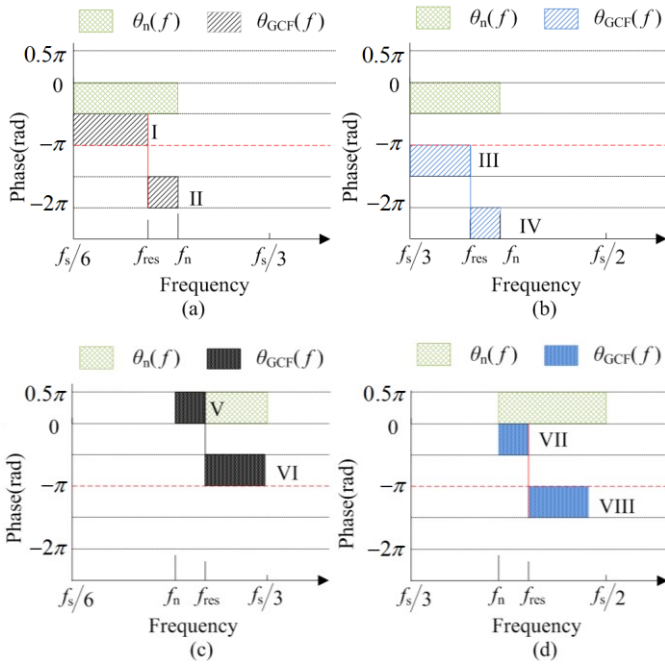 θn(f) θGCF(f) θn(f) θGCF(f)
0.5π 0.5π
0 0
Phase(rad) Phase(rad)
I
−π −π
III
II
−2π −2π
IV
fs/6 fres fn fs/3 fs/3 fres fn fs/2
Frequency Frequency
(a) (b)
θn(f) θGCF(f) θn(f) θGCF(f)
0.5π 0.5π
V
0 0
VII
Phase(rad) Phase(rad)
VI
−π −π
VIII
−2π −2π
fs/6 fn fres fs/3 fs/3 fn fres fs/2
Frequency Frequency
(c) (d)